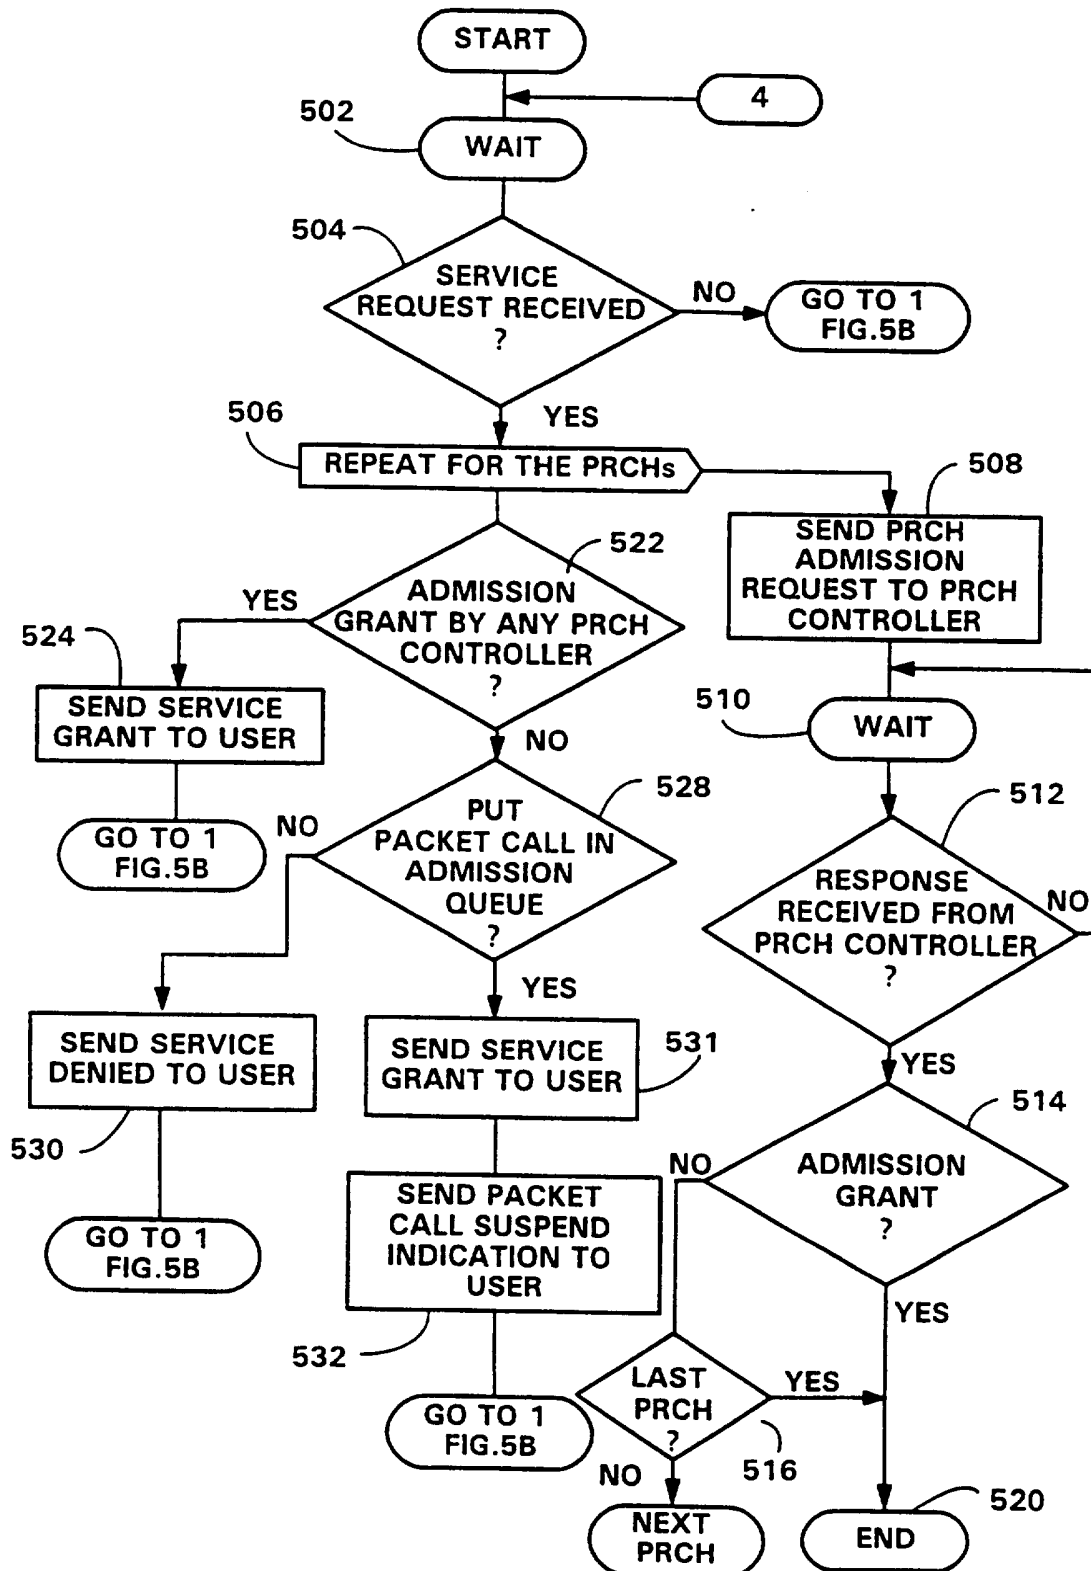 START
4
502
WAIT
504
SERVICE
REQUEST RECEIVED
?
NO
GO TO 1
FIG.5B
YES
506
REPEAT FOR THE PRCHs
508
SEND PRCH
ADMISSION
REQUEST TO PRCH
CONTROLLER
522
ADMISSION
GRANT BY ANY PRCH
CONTROLLER
?
YES
524
SEND SERVICE
GRANT TO USER
GO TO 1
FIG.5B
NO
510
WAIT
528
PUT
PACKET CALL IN
ADMISSION
QUEUE
?
NO
512
RESPONSE
RECEIVED FROM
PRCH CONTROLLER
?
NO
YES
SEND SERVICE
DENIED TO USER
530
GO TO 1
FIG.5B
SEND SERVICE
GRANT TO USER
531
YES
514
ADMISSION
GRANT
?
NO
YES
SEND PACKET
CALL SUSPEND
INDICATION TO
USER
532
GO TO 1
FIG.5B
LAST
PRCH
?
YES
516
NO
NEXT
PRCH
520
END